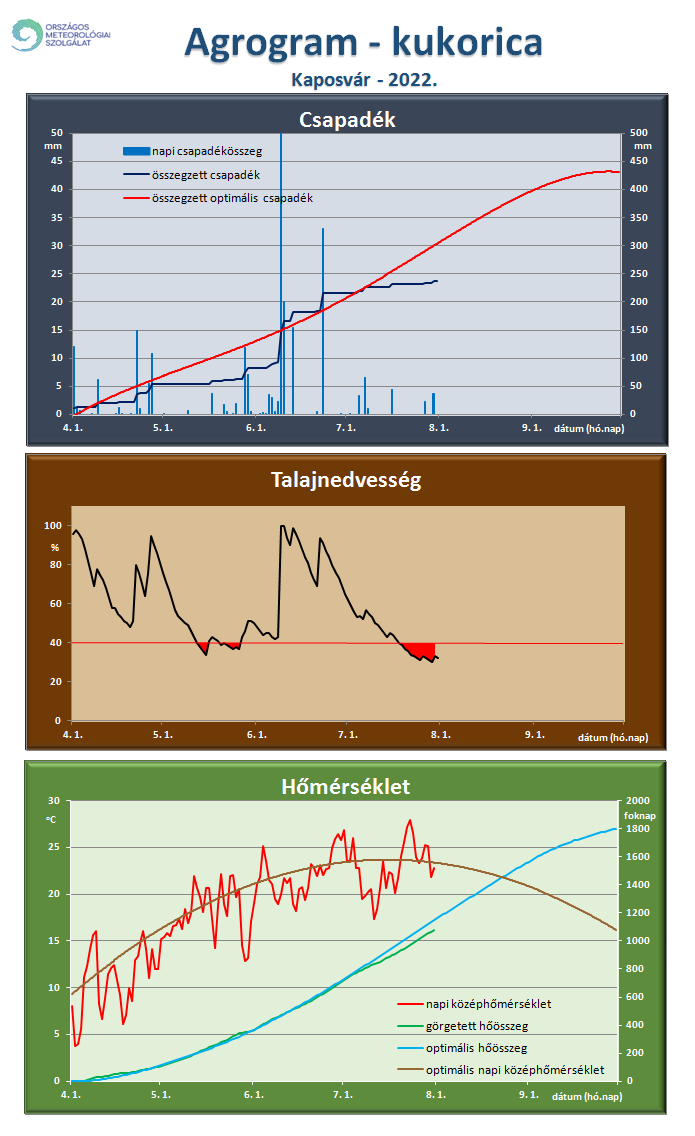 ORSZÁGOS
METEOROLÓGIAI
SZOLGÁLAT
Agrogram - kukorica
Kaposvár - 2022.
Csapadék
50 500
mm mm
napi csapadékösszeg
45 450
összegzett csapadék
40 400
összegzett optimális csapadék
35 350
30 300
25 250
20 200
15 150
10 100
5 50
0 0
4. 1. 5. 1. 6. 1. 7. 1. 8. 1. 9. 1. dátum (hó.nap)
Talajnedvesség
100
%
80
60
40
20
0
4. 1. 5. 1. 6. 1. 7. 1. 8. 1. 9. 1. dátum (hó.nap)
Hőmérséklet
30 2000
°C foknap
1800
25
1600
1400
20
1200
15 1000
800
10
600
napi középhőmérséklet
görgetett hőösszeg
5 400
optimális hőösszeg
200
optimális napi középhőmérséklet
0 0
4. 1. 5. 1. 6. 1. 7. 1. 8. 1. 9. 1. dátum (hó.nap)